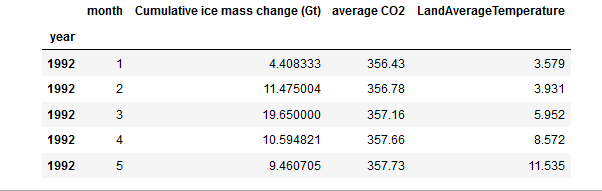 month Cumulative ice mass change (Gt) average CO2 LandAverageTemperature
year
1992 1 4.408333 356.43 3.579
1992 2 11.475004 356.78 3.931
1992 3 19.650000 357.16 5.952
1992 4 10.594821 357.66 8.572
1992 5 9.460705 357.73 11.535